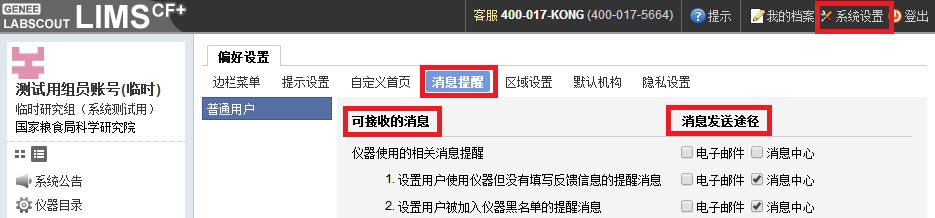 GENEE
LABSCOUT LIMS CF+
客服 400-017-KONG (400-017-5664) 提示 我的档案 系统设置 登出
测试用组员账号(临时)
临时研究组（系统测试用）
国家粮食局科学研究院
系统公告
仪器目录
偏好设置
边栏菜单 提示设置 自定义首页 消息提醒 区域设置 默认机构 隐私设置
普通用户
可接收的消息 消息发送途径
仪器使用的相关消息提醒 电子邮件 消息中心
1. 设置用户使用仪器但没有填写反馈信息的提醒消息 电子邮件 消息中心
2. 设置用户被加入仪器黑名单的提醒消息 电子邮件 消息中心